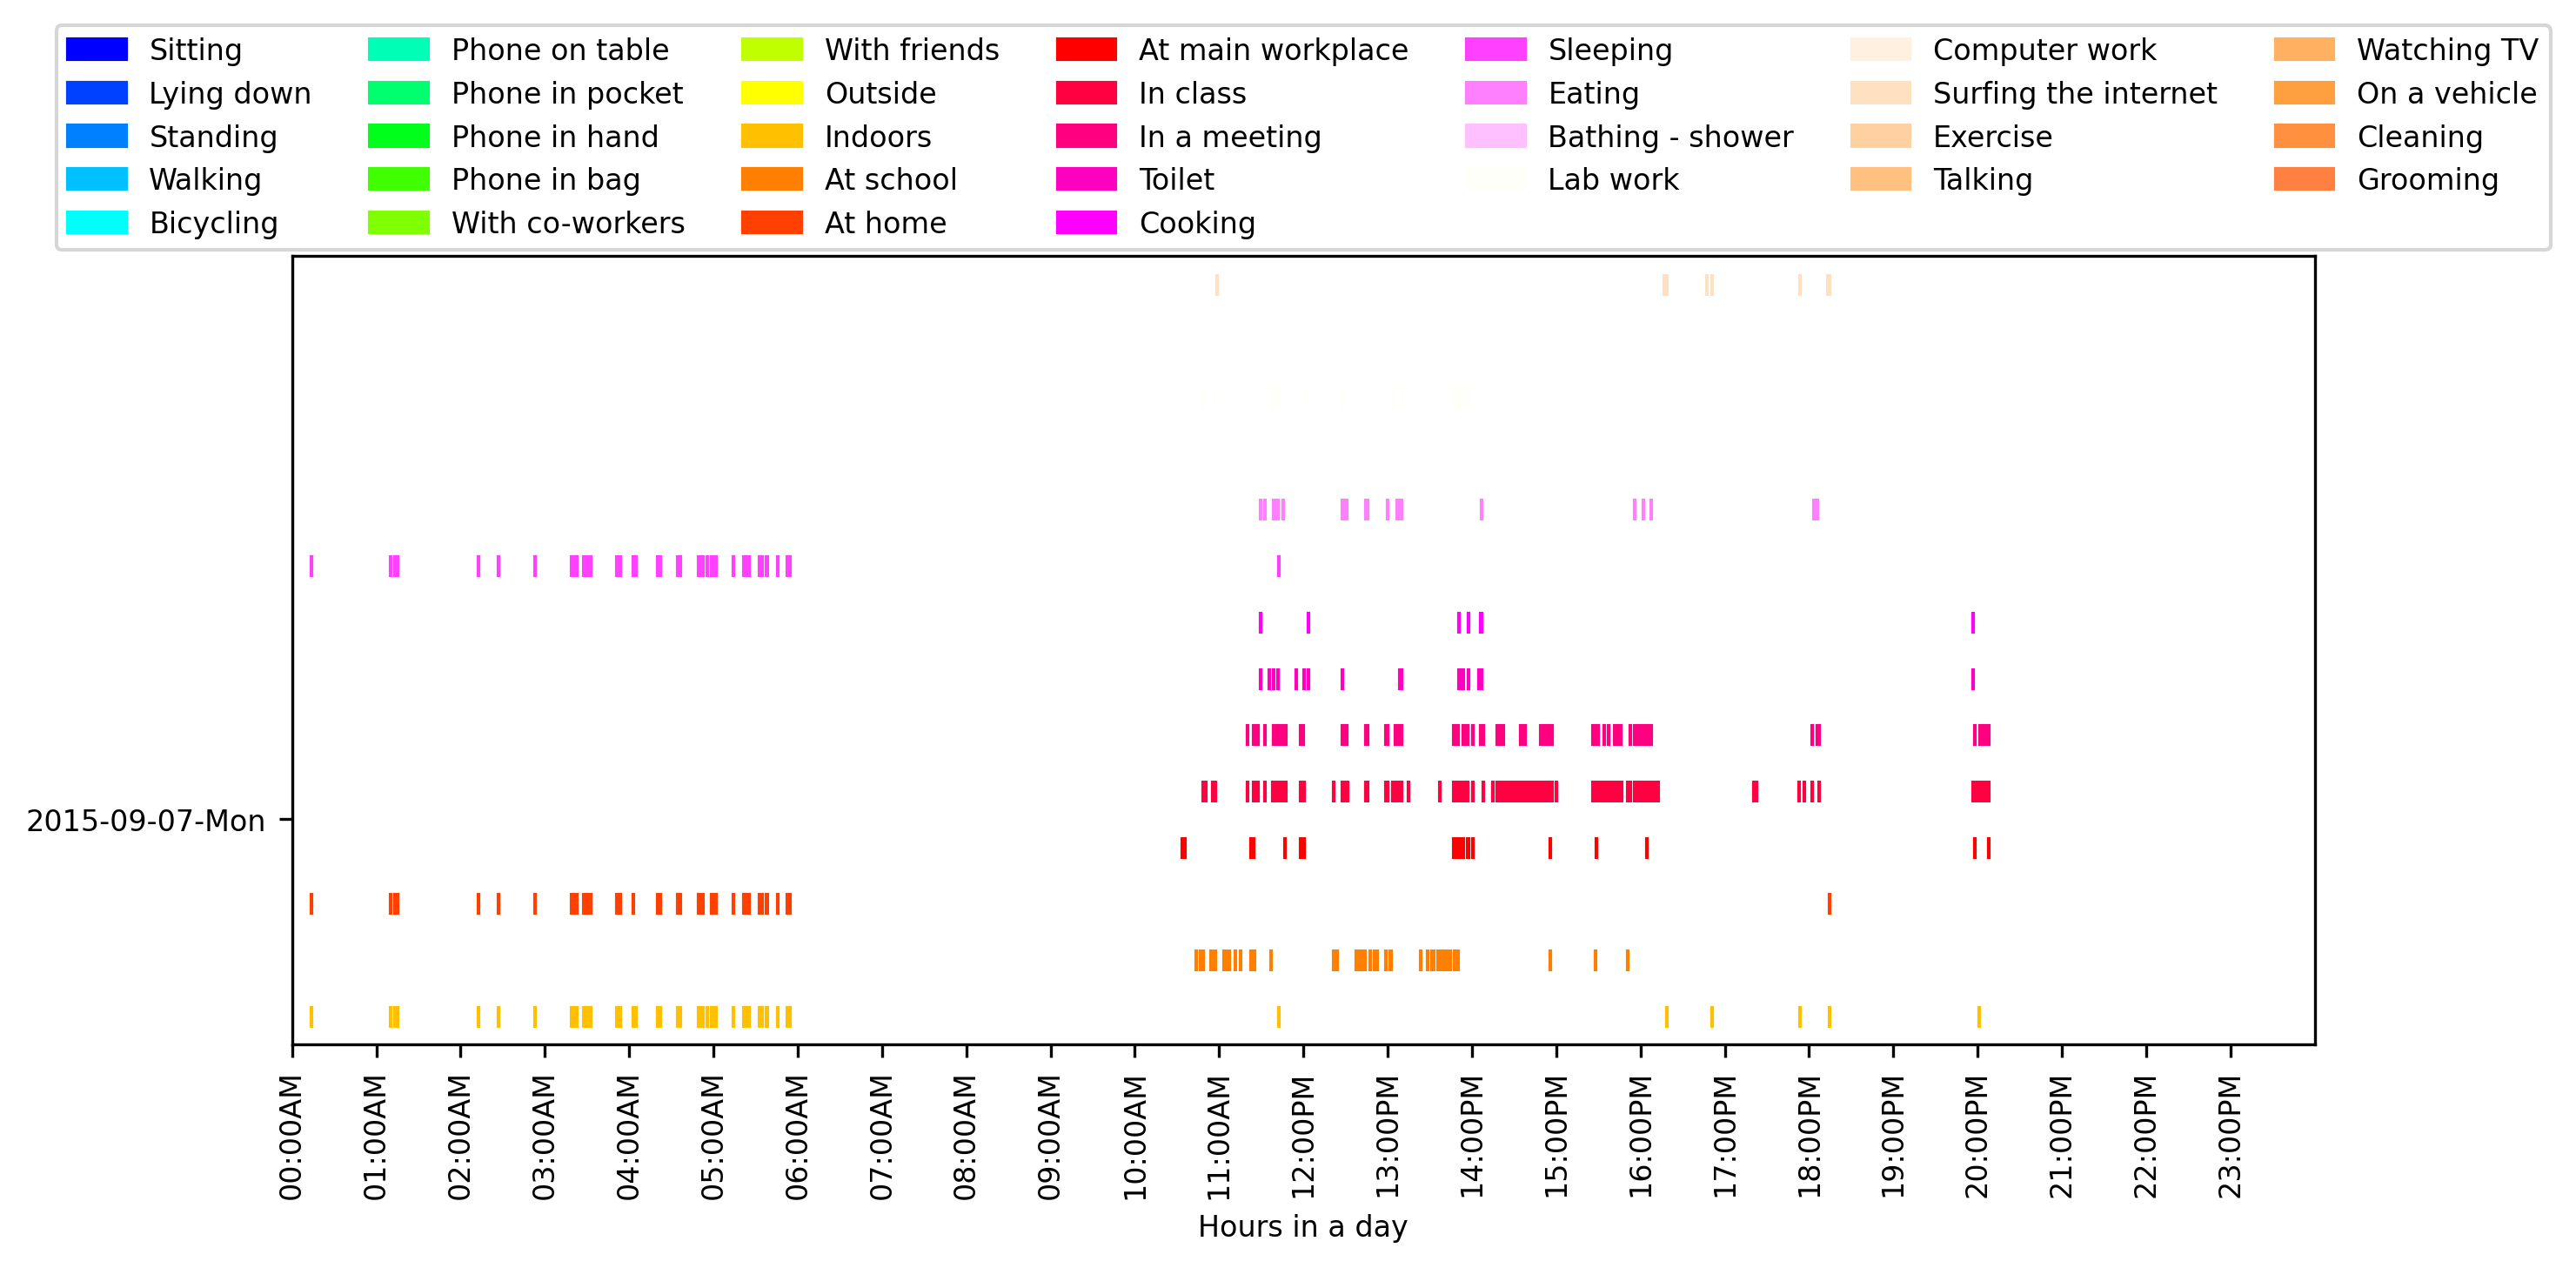 Sitting
Lying down
Standing
Walking
Bicycling
Phone on table
Phone in pocket
Phone in hand
Phone in bag
With co-workers
With friends
Outside
Indoors
At school
At home
At main workplace
In class
In a meeting
Toilet
Cooking
Sleeping
Eating
Bathing - shower
Lab work
Computer work
Surfing the internet
Exercise
Talking
Watching TV
On a vehicle
Cleaning
Grooming
2015-09-07-Mon
00:00AM
01:00AM
02:00AM
03:00AM
04:00AM
05:00AM
06:00AM
07:00AM
08:00AM
09:00AM
10:00AM
11:00AM
12:00PM
13:00PM
14:00PM
15:00PM
16:00PM
17:00PM
18:00PM
19:00PM
20:00PM
21:00PM
22:00PM
23:00PM
Hours in a day